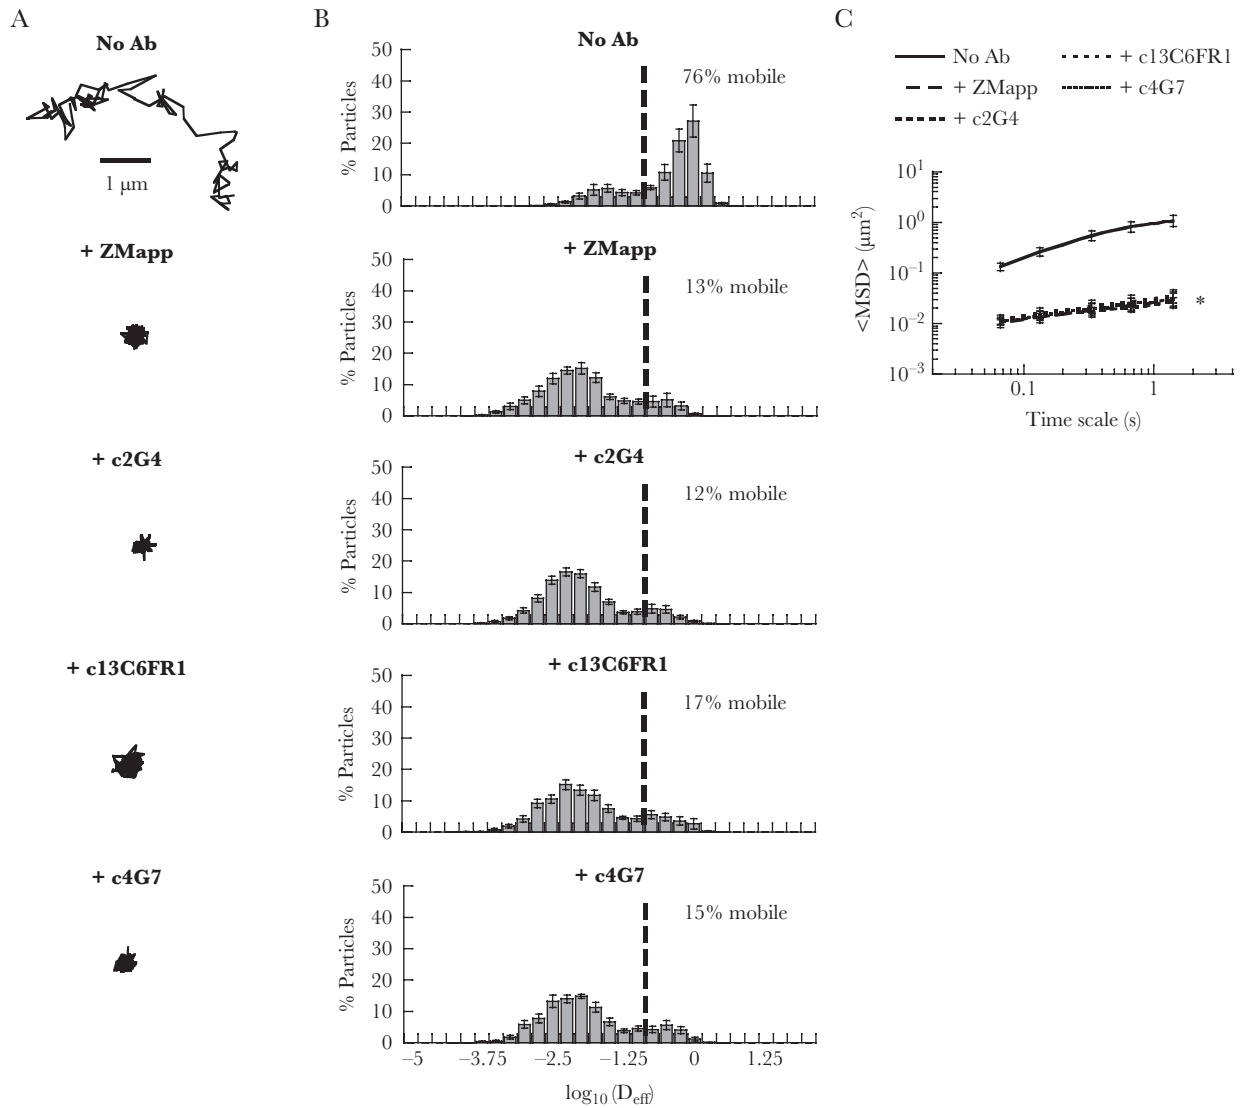 A
No Ab
1 μm
+ ZMapp
+ c2G4
+ c13C6FR1
+ c4G7
B
No Ab
50
40
30
20
10
0
% Particles
76% mobile
+ ZMapp
50
40
30
20
10
0
% Particles
13% mobile
+ c2G4
50
40
30
20
10
0
% Particles
12% mobile
+ c13C6FR1
50
40
30
20
10
0
% Particles
17% mobile
+ c4G7
50
40
30
20
10
0
% Particles
15% mobile
−5 −3.75 −2.5 −1.25 0 1.25
log₁₀ (D_eff)
C
No Ab
+ ZMapp
+ c2G4
+ c13C6FR1
+ c4G7
10¹
10⁰
10⁻¹
10⁻²
10⁻³
<MSD> (μm²)
*
0.1 1
Time scale (s)